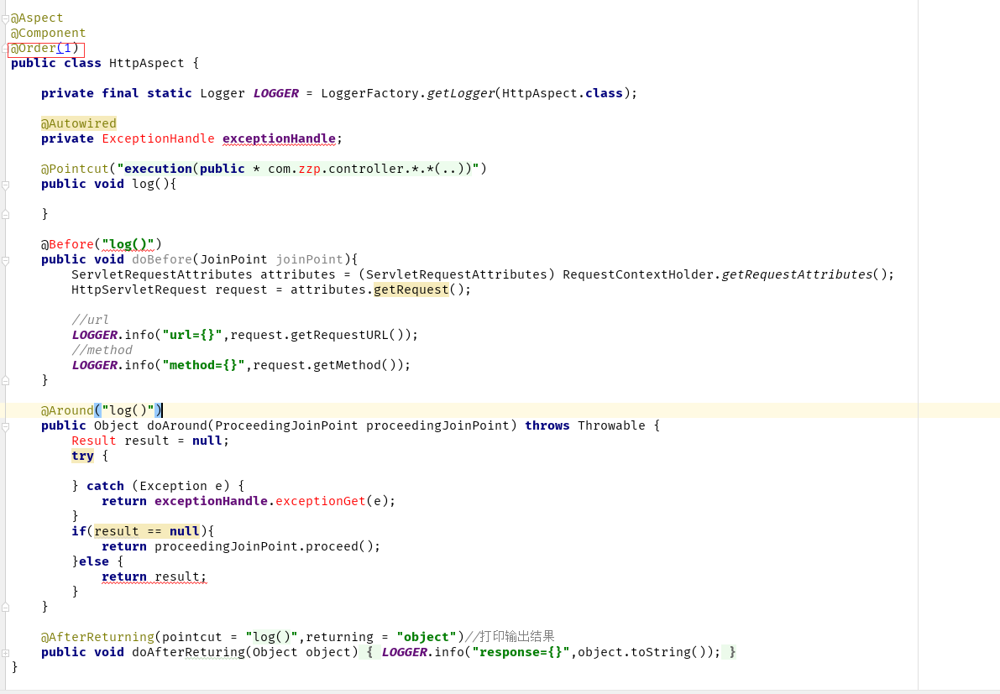 @Aspect
@Component
@Order(1)
public class HttpAspect {
private final static Logger LOGGER = LoggerFactory.getLogger(HttpAspect.class);
@Autowired
private ExceptionHandle exceptionHandle;
@Pointcut("execution(public * com.zzp.controller.*.*(..))")
public void log(){
}
@Before("log()")
public void doBefore(JoinPoint joinPoint){
ServletRequestAttributes attributes = (ServletRequestAttributes) RequestContextHolder.getRequestAttributes();
HttpServletRequest request = attributes.getRequest();
//url
LOGGER.info("url={}",request.getRequestURL());
//method
LOGGER.info("method={}",request.getMethod());
}
@Around("log()")
public Object doAround(ProceedingJoinPoint proceedingJoinPoint) throws Throwable {
Result result = null;
try {
} catch (Exception e) {
return exceptionHandle.exceptionGet(e);
}
if(result == null){
return proceedingJoinPoint.proceed();
}else {
return result;
}
}
@AfterReturning(pointcut = "log()",returning = "object")//打印输出结果
public void doAfterReturing(Object object) { LOGGER.info("response={}",object.toString()); }
}